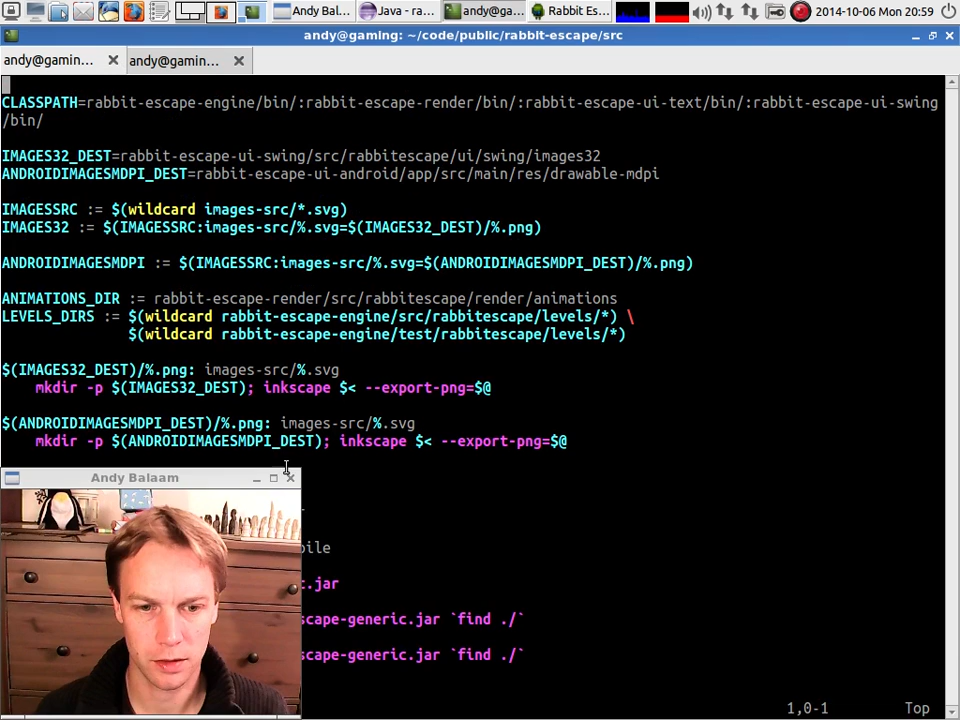 Andy Bal...
Java - ra...
andy@ga...
Rabbit Es...
2014-10-06 Mon 20:59
andy@gaming: ~/code/public/rabbit-escape/src
andy@gamin...
andy@gamin...
CLASSPATH=rabbit-escape-engine/bin/:rabbit-escape-render/bin/:rabbit-escape-ui-text/bin/:rabbit-escape-ui-swing
/bin/
IMAGES32_DEST=rabbit-escape-ui-swing/src/rabbitescape/ui/swing/images32
ANDROIDIMAGESMDPI_DEST=rabbit-escape-ui-android/app/src/main/res/drawable-mdpi
IMAGESSRC := $(wildcard images-src/*.svg)
IMAGES32 := $(IMAGESSRC:images-src/%.svg=$(IMAGES32_DEST)/%.png)
ANDROIDIMAGESMDPI := $(IMAGESSRC:images-src/%.svg=$(ANDROIDIMAGESMDPI_DEST)/%.png)
ANIMATIONS_DIR := rabbit-escape-render/src/rabbitescape/render/animations
LEVELS_DIRS := $(wildcard rabbit-escape-engine/src/rabbitescape/levels/*) \
$(wildcard rabbit-escape-engine/test/rabbitescape/levels/*)
$(IMAGES32_DEST)/%.png: images-src/%.svg
mkdir -p $(IMAGES32_DEST); inkscape $< --export-png=$@
$(ANDROIDIMAGESMDPI_DEST)/%.png: images-src/%.svg
mkdir -p $(ANDROIDIMAGESMDPI_DEST); inkscape $< --export-png=$@
Andy Balaam
pile
t.jar
scape-generic.jar `find ./`
scape-generic.jar `find ./`
1,0-1 Top